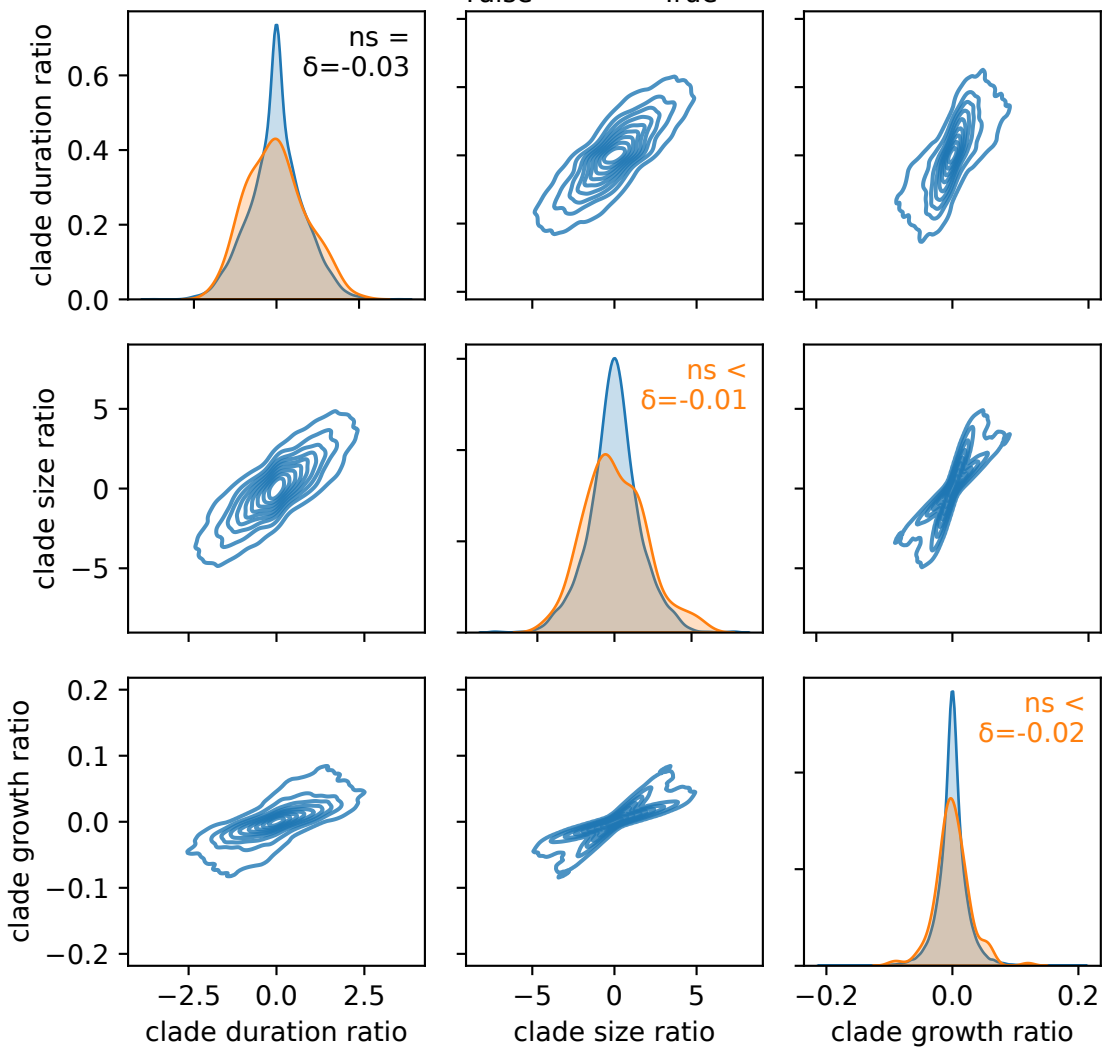 ns =
δ=-0.03
clade duration ratio
0.6
0.4
0.2
0.0
ns <
δ=-0.01
clade size ratio
5
0
−5
ns <
δ=-0.02
clade growth ratio
0.2
0.1
0.0
−0.1
−0.2
−2.5 0.0 2.5
−5 0 5
−0.2 0.0 0.2
clade duration ratio
clade size ratio
clade growth ratio